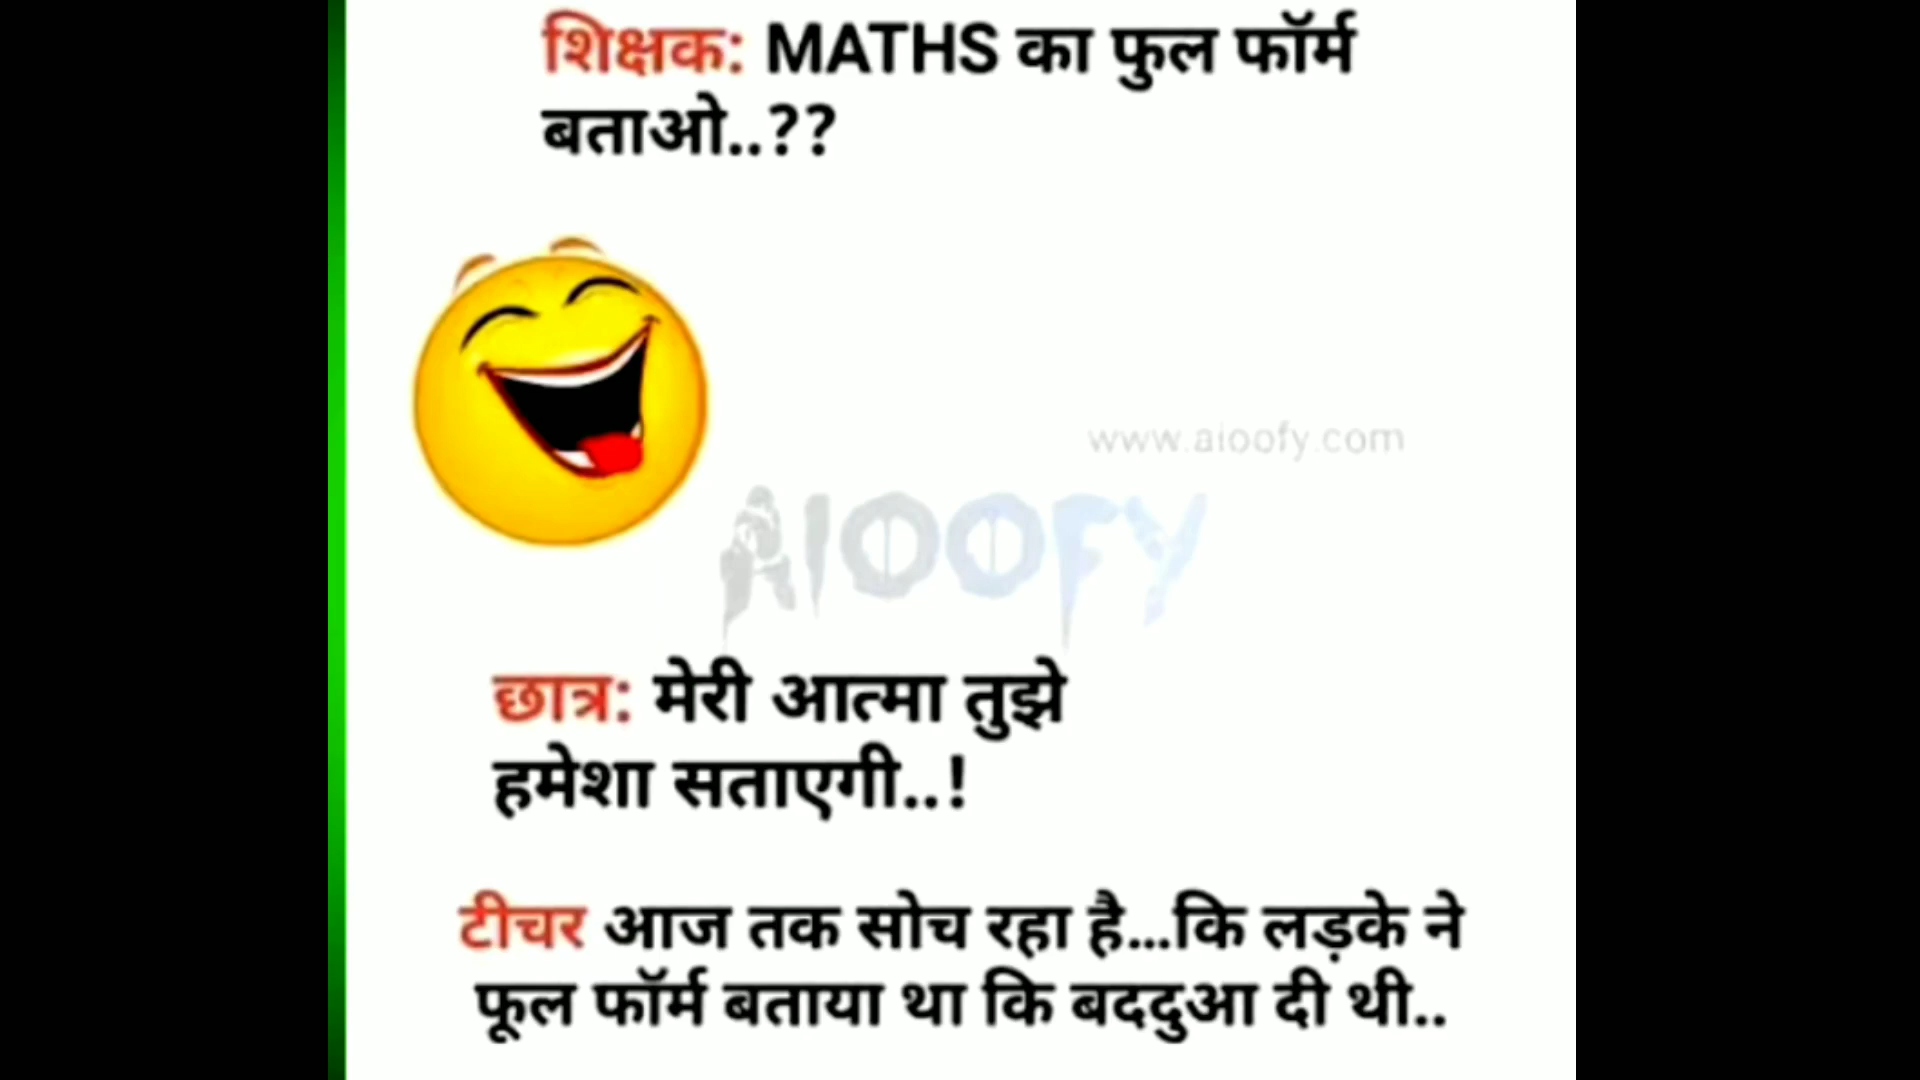 शिक्षक: MATHS का फुल फॉर्म
बताओ..??
www.aioofy.com
AIOOFY
छात्र: मेरी आत्मा तुझे
हमेशा सताएगी..!
टीचर आज तक सोच रहा है...कि लड़के ने
फूल फॉर्म बताया था कि बददुआ दी थी..